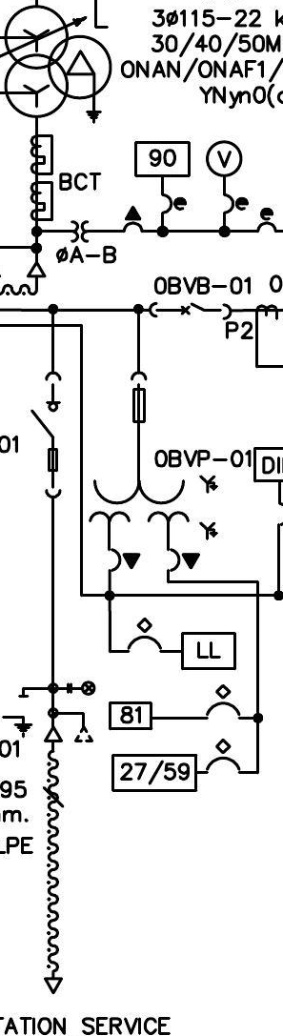 3ø115-22 k
30/40/50M
ONAN/ONAF1/
YNyn0(d
90
V
BCT
e
e
e
øA-B
0BVB-01 0
P2
01
0BVP-01
DI
LL
81
27/59
01
95
m.
LPE
TATION SERVICE